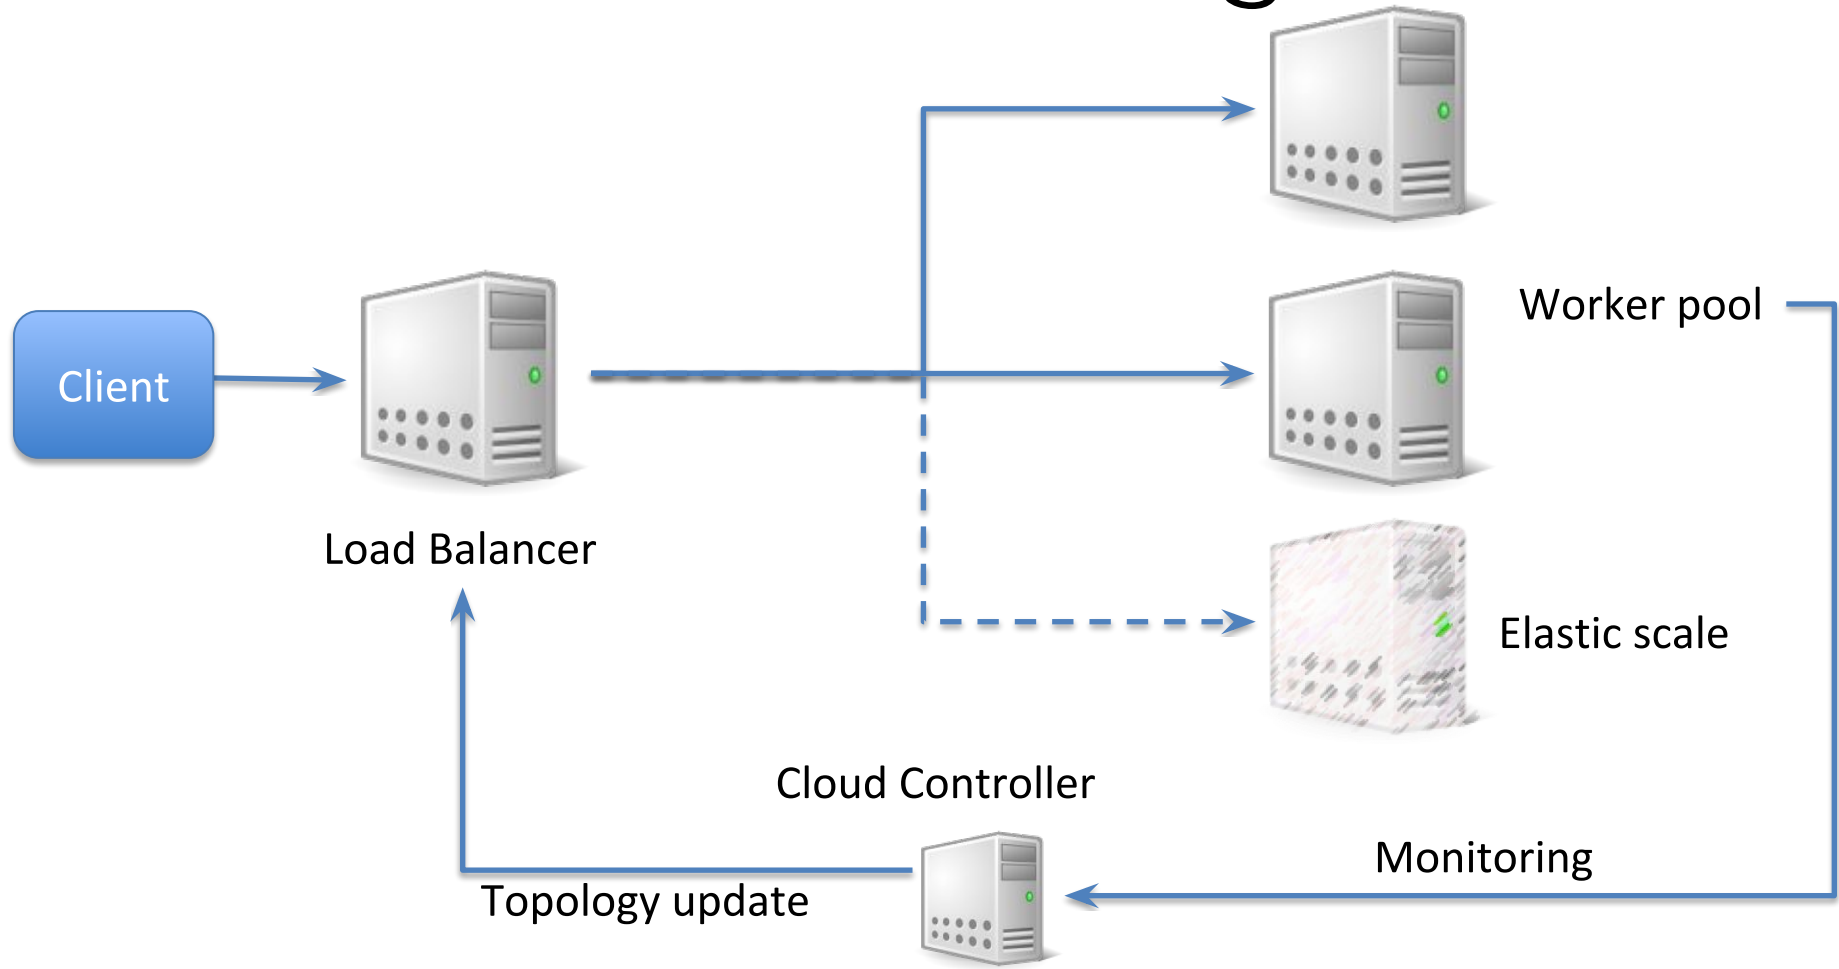 Client
Load Balancer
Worker pool
Elastic scale
Cloud Controller
Monitoring
Topology update